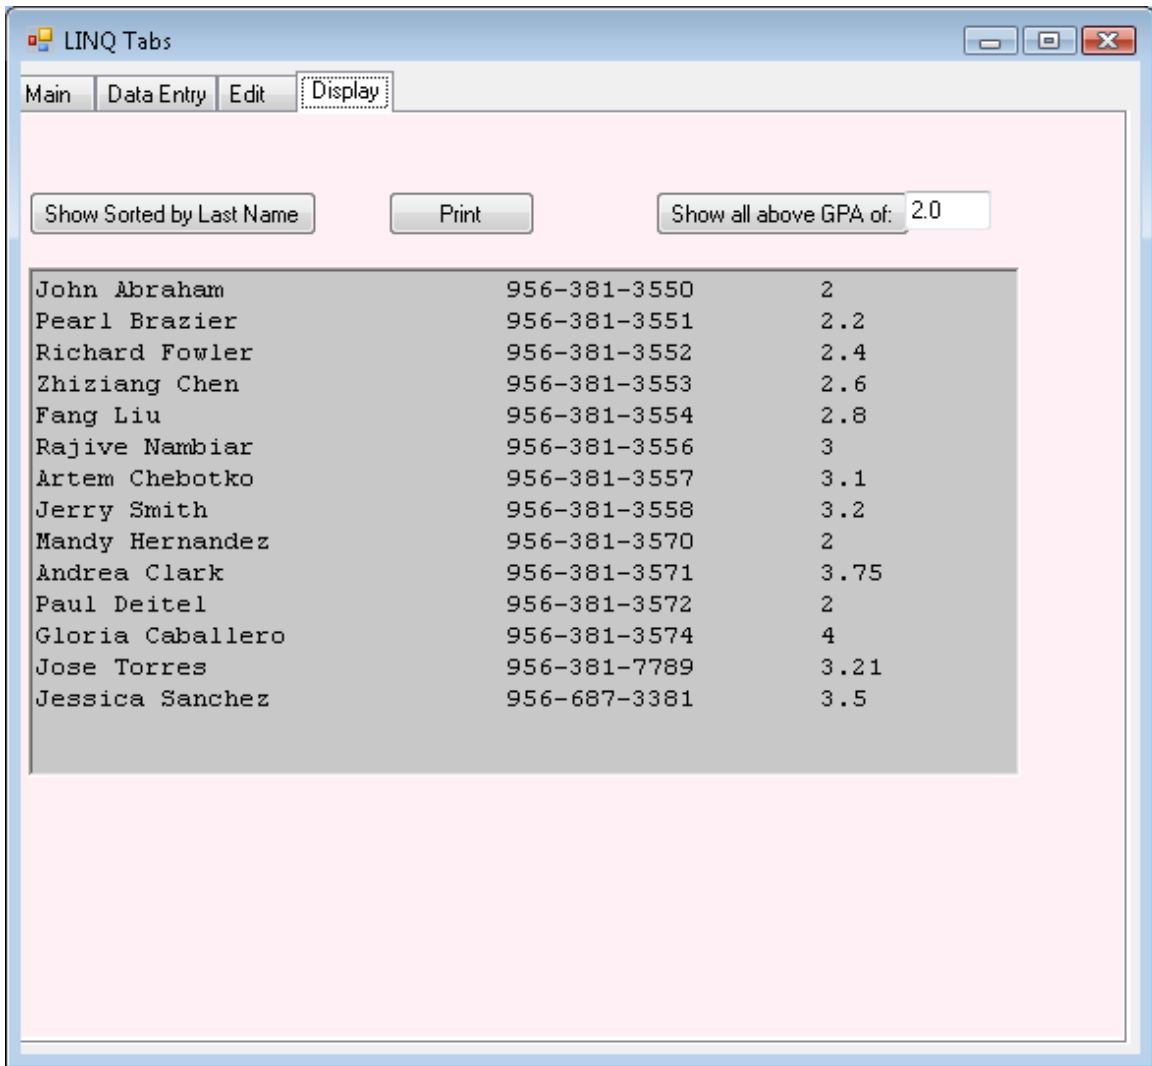 LINQ Tabs
Main Data Entry Edit Display
Show Sorted by Last Name Print Show all above GPA of: 2.0
John Abraham 956-381-3550 2
Pearl Brazier 956-381-3551 2.2
Richard Fowler 956-381-3552 2.4
Zhiziang Chen 956-381-3553 2.6
Fang Liu 956-381-3554 2.8
Rajive Nambiar 956-381-3556 3
Artem Chebotko 956-381-3557 3.1
Jerry Smith 956-381-3558 3.2
Mandy Hernandez 956-381-3570 2
Andrea Clark 956-381-3571 3.75
Paul Deitel 956-381-3572 2
Gloria Caballero 956-381-3574 4
Jose Torres 956-381-7789 3.21
Jessica Sanchez 956-687-3381 3.5